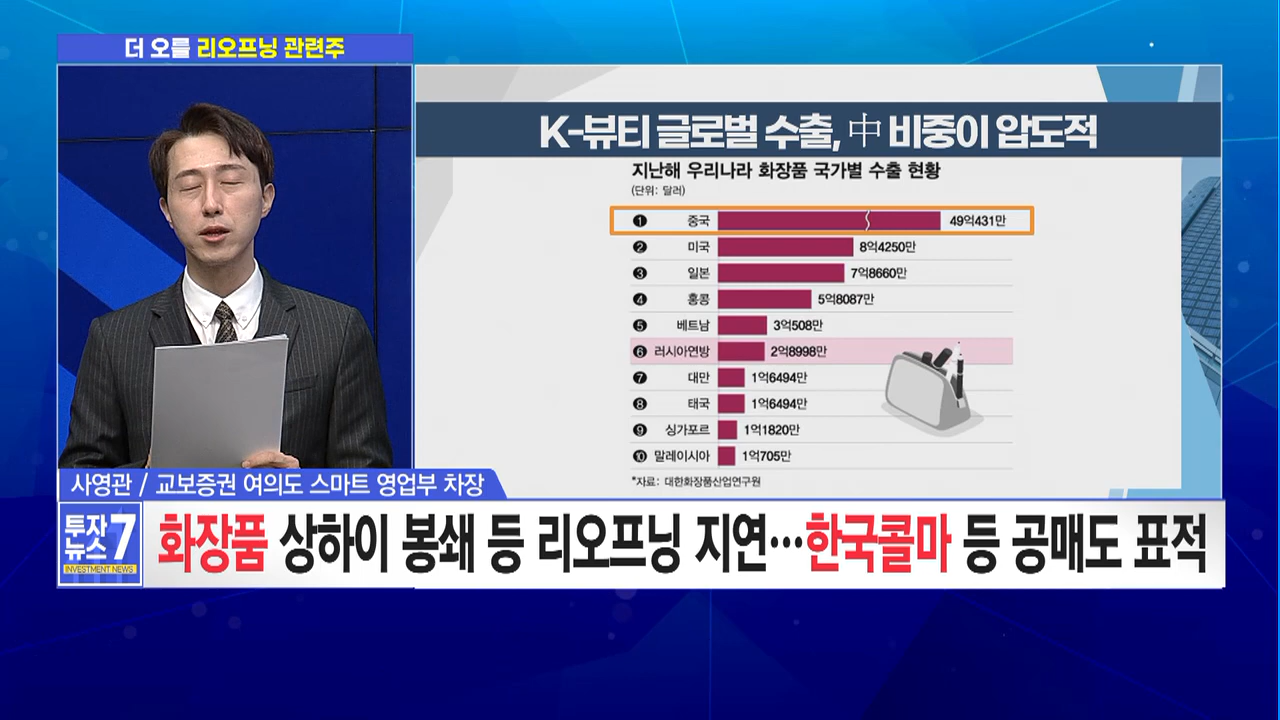 더 오를 리오프닝 관련주
K-뷰티 글로벌 수출, 中 비중이 압도적
지난해 우리나라 화장품 국가별 수출 현황
(단위: 달러)
❶ 중국 49억431만
❷ 미국 8억4250만
❸ 일본 7억8660만
❹ 홍콩 5억8087만
❺ 베트남 3억508만
❻ 러시아연방 2억8998만
❼ 대만 1억6494만
❽ 태국 1억6494만
❾ 싱가포르 1억1820만
❿ 말레이시아 1억705만
*자료: 대한화장품산업연구원
사영관 / 교보증권 여의도 스마트 영업부 차장
투자
뉴스 7
INVESTMENT NEWS
화장품 상하이 봉쇄 등 리오프닝 지연…한국콜마 등 공매도 표적